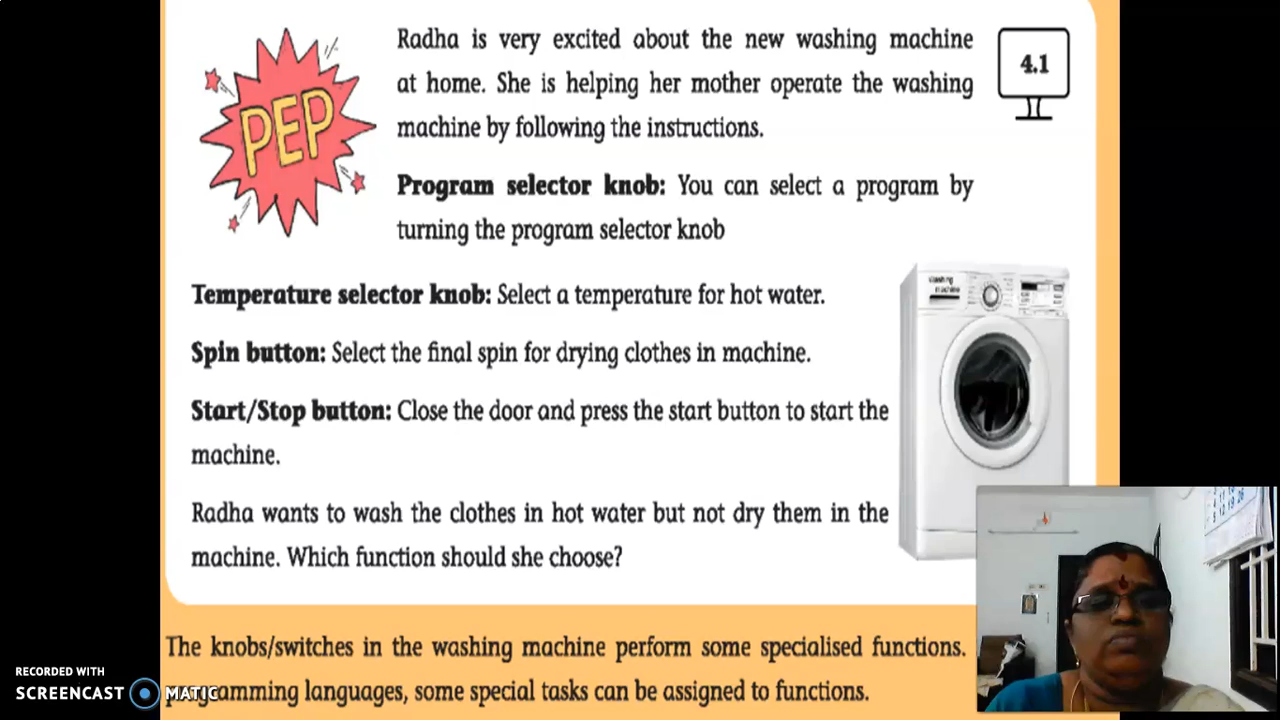 Radha is very excited about the new washing machine
at home. She is helping her mother operate the washing
machine by following the instructions.
4.1
PEP
Program selector knob: You can select a program by
turning the program selector knob
Temperature selector knob: Select a temperature for hot water.
Spin button: Select the final spin for drying clothes in machine.
Start/Stop button: Close the door and press the start button to start the
machine.
Washing
machine
Radha wants to wash the clothes in hot water but not dry them in the
machine. Which function should she choose?
The knobs/switches in the washing machine perform some specialised functions.
programming languages, some special tasks can be assigned to functions.
RECORDED WITH
SCREENCAST MATIC